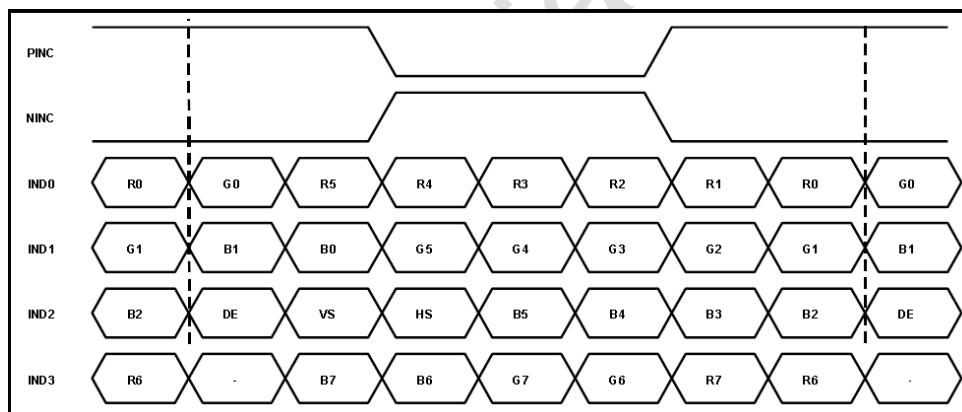 PINC
NINC
IND0 R0 G0 R5 R4 R3 R2 R1 R0 G0
IND1 G1 B1 B0 G5 G4 G3 G2 G1 B1
IND2 B2 DE VS HS B5 B4 B3 B2 DE
IND3 R6 - B7 B6 G7 G6 R7 R6 -